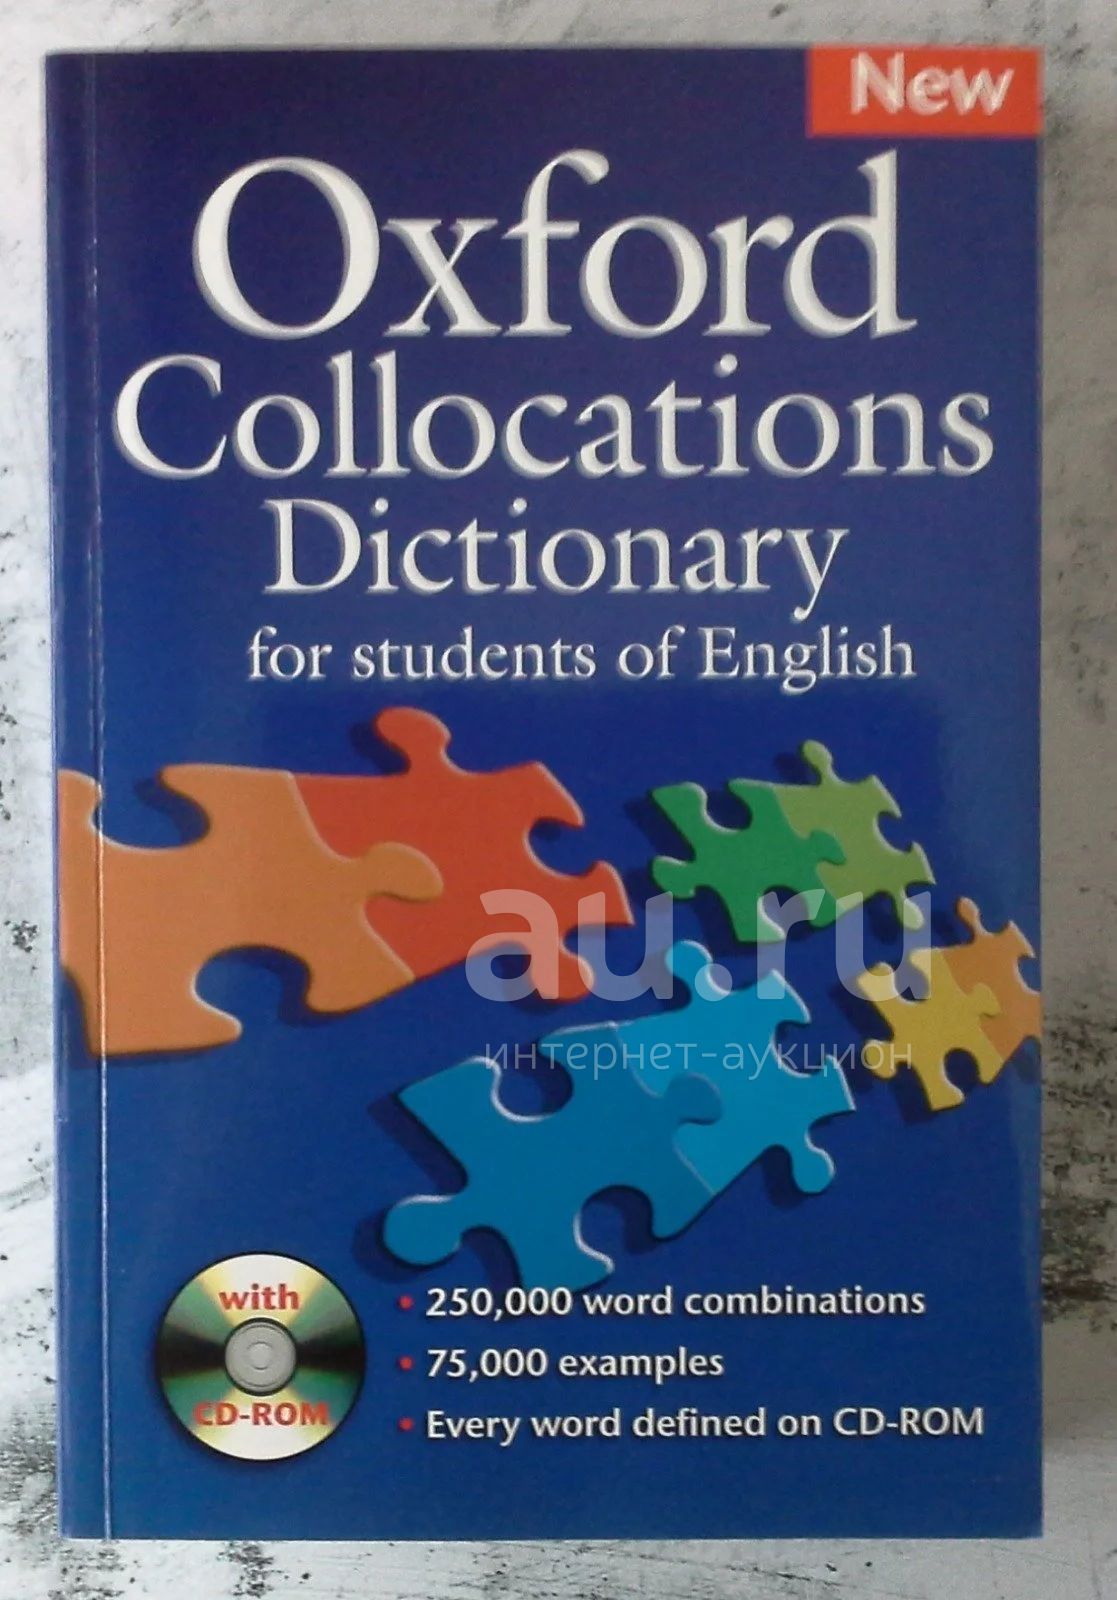 New
Oxford
Collocations
Dictionary
for students of English
au.ru
интернет-аукцион
with
CD-ROM
• 250,000 word combinations
• 75,000 examples
• Every word defined on CD-ROM